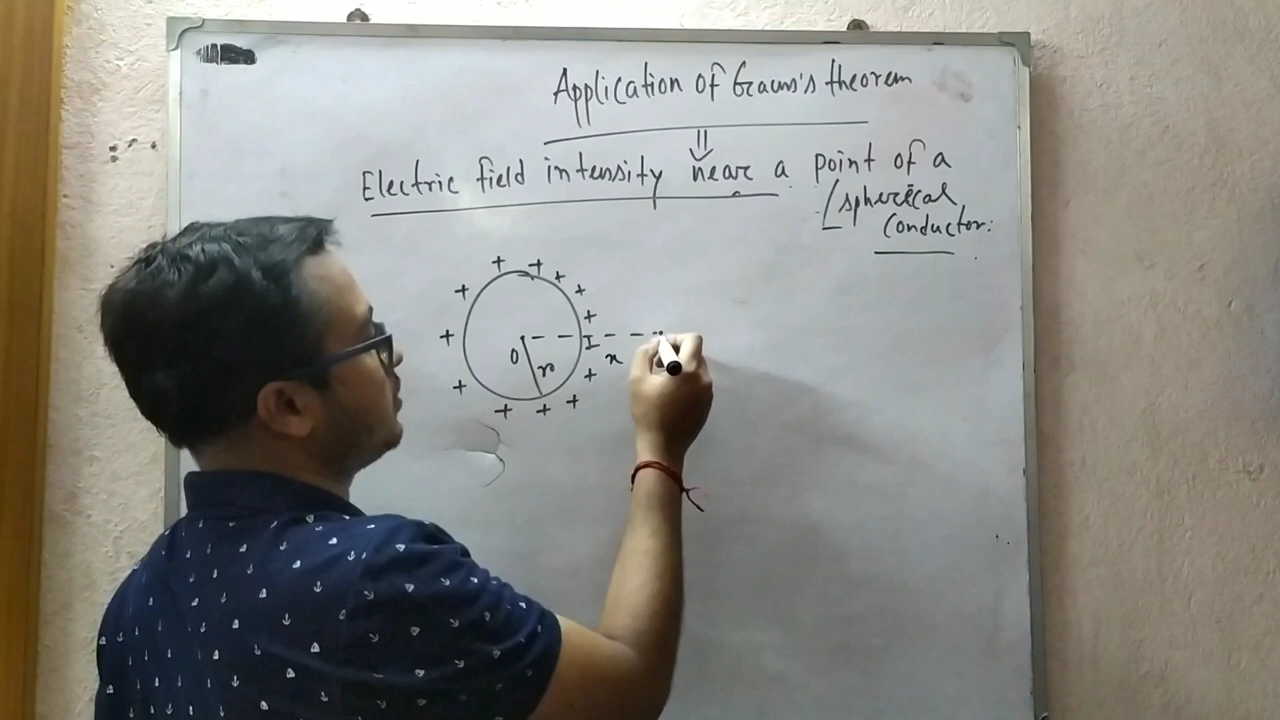 Application of Gauss's theorem
⇓
Electric field intensity near a point of a
spherical
conductor.
+ + +
+ +
+
+ I x
O r
+ +
+ + +